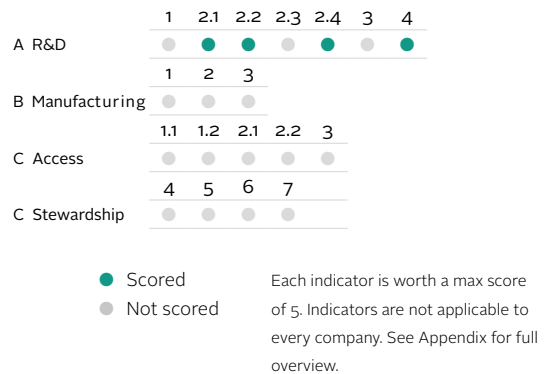 1 2.1 2.2 2.3 2.4 3 4
A R&D
1 2 3
B Manufacturing
1.1 1.2 2.1 2.2 3
C Access
4 5 6 7
C Stewardship
Scored
Not scored
Each indicator is worth a max score
of 5. Indicators are not applicable to
every company. See Appendix for full
overview.